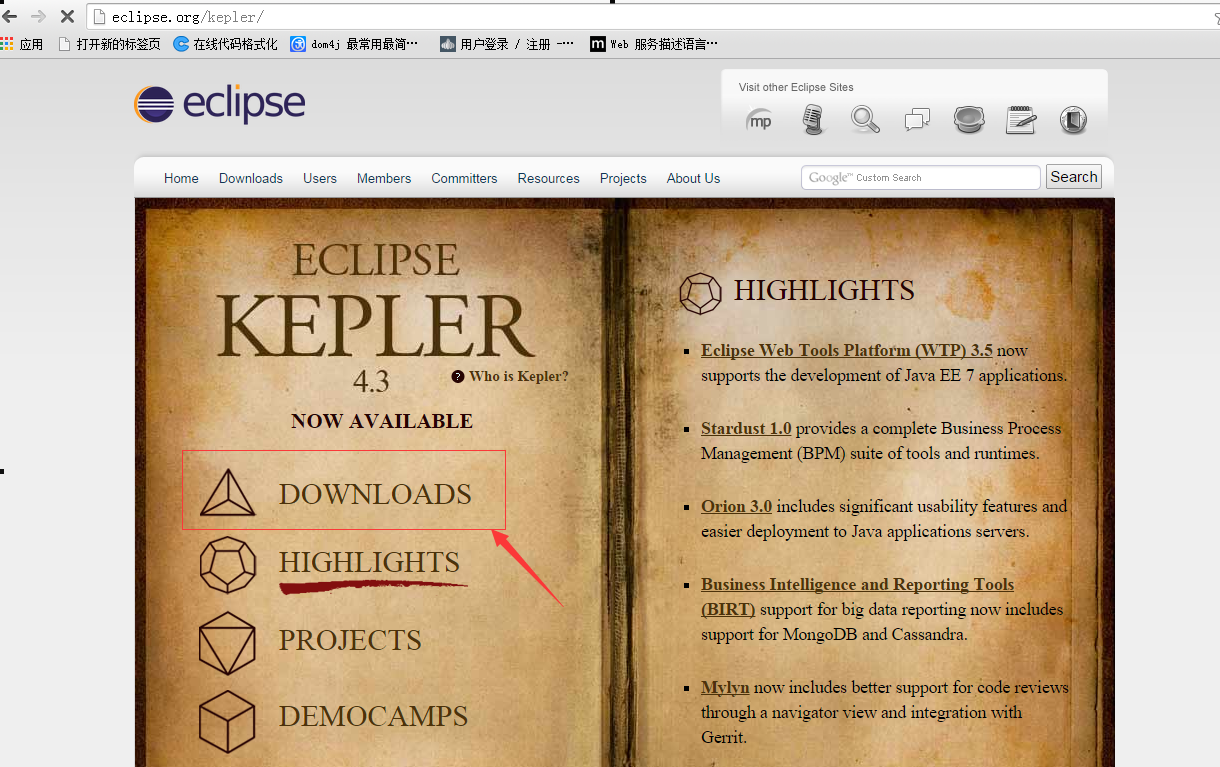 eclipse.org/kepler/
应用 打开新的标签页 在线代码格式化 dom4j 最常用最简… 用户登录 / 注册 -… Web 服务描述语言…
eclipse
Visit other Eclipse Sites
mp
Home Downloads Users Members Committers Resources Projects About Us
Google™ Custom Search Search
ECLIPSE
KEPLER
4.3
? Who is Kepler?
NOW AVAILABLE
DOWNLOADS
HIGHLIGHTS
PROJECTS
DEMOCAMPS
HIGHLIGHTS
Eclipse Web Tools Platform (WTP) 3.5 now
supports the development of Java EE 7 applications.
Stardust 1.0 provides a complete Business Process
Management (BPM) suite of tools and runtimes.
Orion 3.0 includes significant usability features and
easier deployment to Java applications servers.
Business Intelligence and Reporting Tools
(BIRT) support for big data reporting now includes
support for MongoDB and Cassandra.
Mylyn now includes better support for code reviews
through a navigator view and integration with
Gerrit.